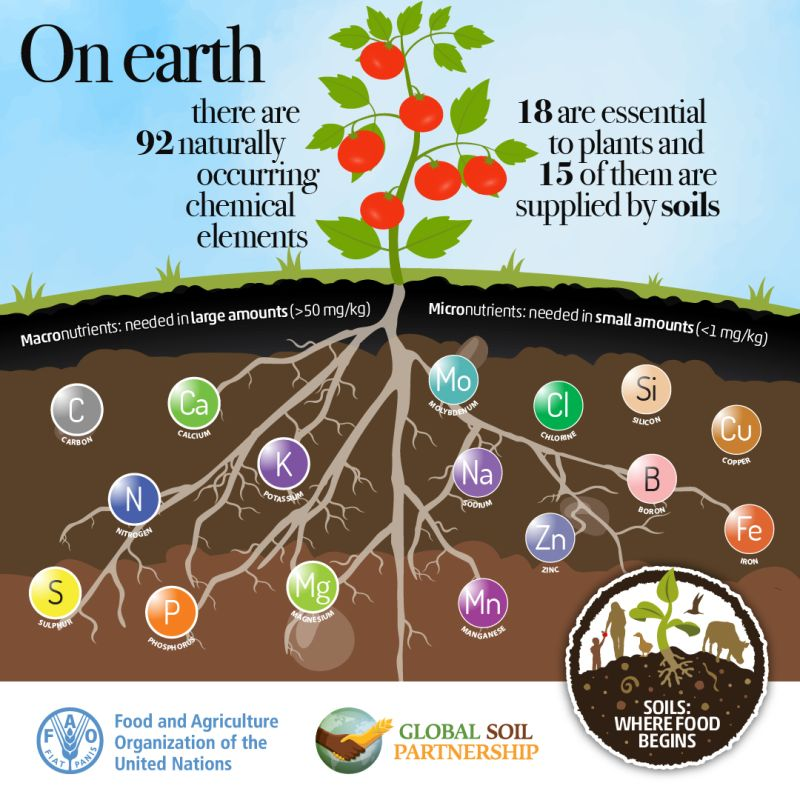 On earth
there are
92 naturally
occurring
chemical
elements
18 are essential
to plants and
15 of them are
supplied by soils
Macronutrients: needed in large amounts (>50 mg/kg)
Micronutrients: needed in small amounts (<1 mg/kg)
C
CARBON
Ca
CALCIUM
K
POTASSIUM
N
NITROGEN
S
SULPHUR
P
PHOSPHORUS
Mg
MAGNESIUM
Mo
MOLYBDENUM
Cl
CHLORINE
Si
SILICON
Cu
COPPER
Na
SODIUM
B
BORON
Zn
ZINC
Fe
IRON
Mn
MANGANESE
SOILS:
WHERE FOOD
BEGINS
F A O
FIAT PANIS
Food and Agriculture
Organization of the
United Nations
GLOBAL SOIL
PARTNERSHIP